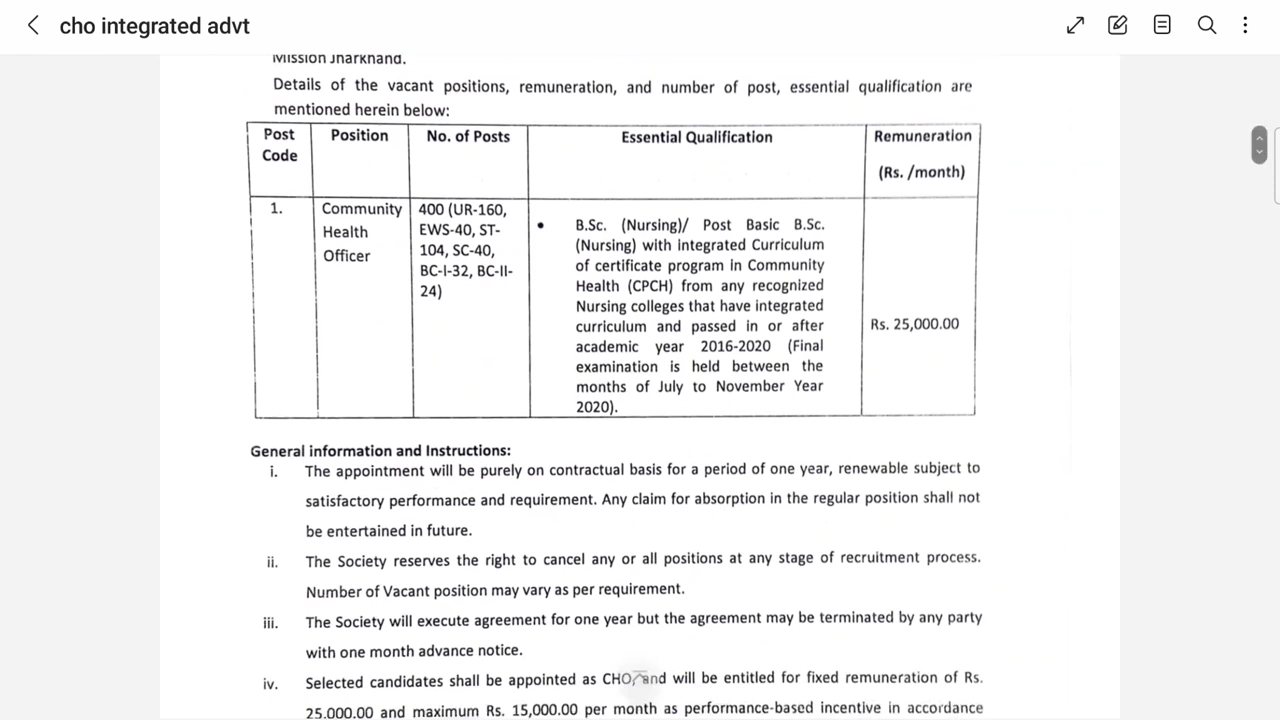 cho integrated advt
Mission Jharkhand.
Details of the vacant positions, remuneration, and number of post, essential qualification are
mentioned herein below:
Post Code
Position
No. of Posts
Essential Qualification
Remuneration
(Rs. /month)
1.
Community
Health
Officer
400 (UR-160,
EWS-40, ST-
104, SC-40,
BC-I-32, BC-II-
24)
• B.Sc. (Nursing)/ Post Basic B.Sc.
(Nursing) with integrated Curriculum
of certificate program in Community
Health (CPCH) from any recognized
Nursing colleges that have integrated
curriculum and passed in or after
academic year 2016-2020 (Final
examination is held between the
months of July to November Year
2020).
Rs. 25,000.00
General information and Instructions:
i. The appointment will be purely on contractual basis for a period of one year, renewable subject to
satisfactory performance and requirement. Any claim for absorption in the regular position shall not
be entertained in future.
ii. The Society reserves the right to cancel any or all positions at any stage of recruitment process.
Number of Vacant position may vary as per requirement.
iii. The Society will execute agreement for one year but the agreement may be terminated by any party
with one month advance notice.
iv. Selected candidates shall be appointed as CHO, and will be entitled for fixed remuneration of Rs.
25,000.00 and maximum Rs. 15,000.00 per month as performance-based incentive in accordance